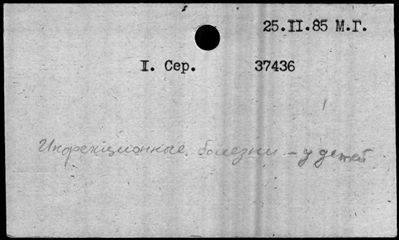 25.II.85 М.Г.
I. Сер. 37436
Инфекционные болезни – у детей